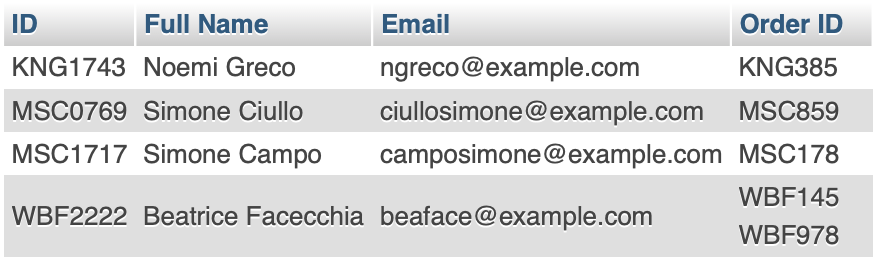 ID Full Name Email Order ID
KNG1743 Noemi Greco ngreco@example.com KNG385
MSC0769 Simone Ciullo ciullosimone@example.com MSC859
MSC1717 Simone Campo camposimone@example.com MSC178
WBF2222 Beatrice Facecchia beaface@example.com WBF145
WBF978